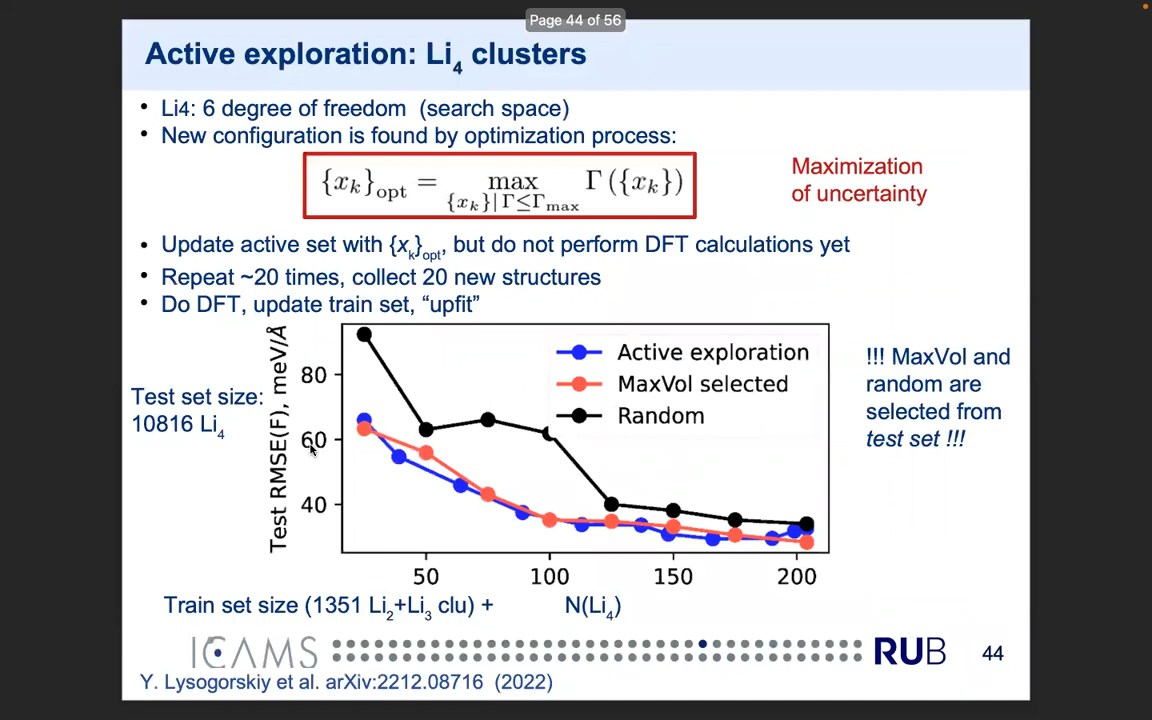 Page 44 of 56
Active exploration: Li4 clusters
• Li4: 6 degree of freedom (search space)
• New configuration is found by optimization process:
{xk}opt = max{xk}|Γ≤Γmax Γ ({xk})
Maximization
of uncertainty
• Update active set with {xk}opt, but do not perform DFT calculations yet
• Repeat ~20 times, collect 20 new structures
• Do DFT, update train set, “upfit”
Test set size:
10816 Li4
Test RMSE(F), meV/Å
80
60
40
Active exploration
MaxVol selected
Random
!!! MaxVol and
random are
selected from
test set !!!
50 100 150 200
Train set size (1351 Li2+Li3 clu) + N(Li4)
ICAMS
RUB
44
Y. Lysogorskiy et al. arXiv:2212.08716 (2022)